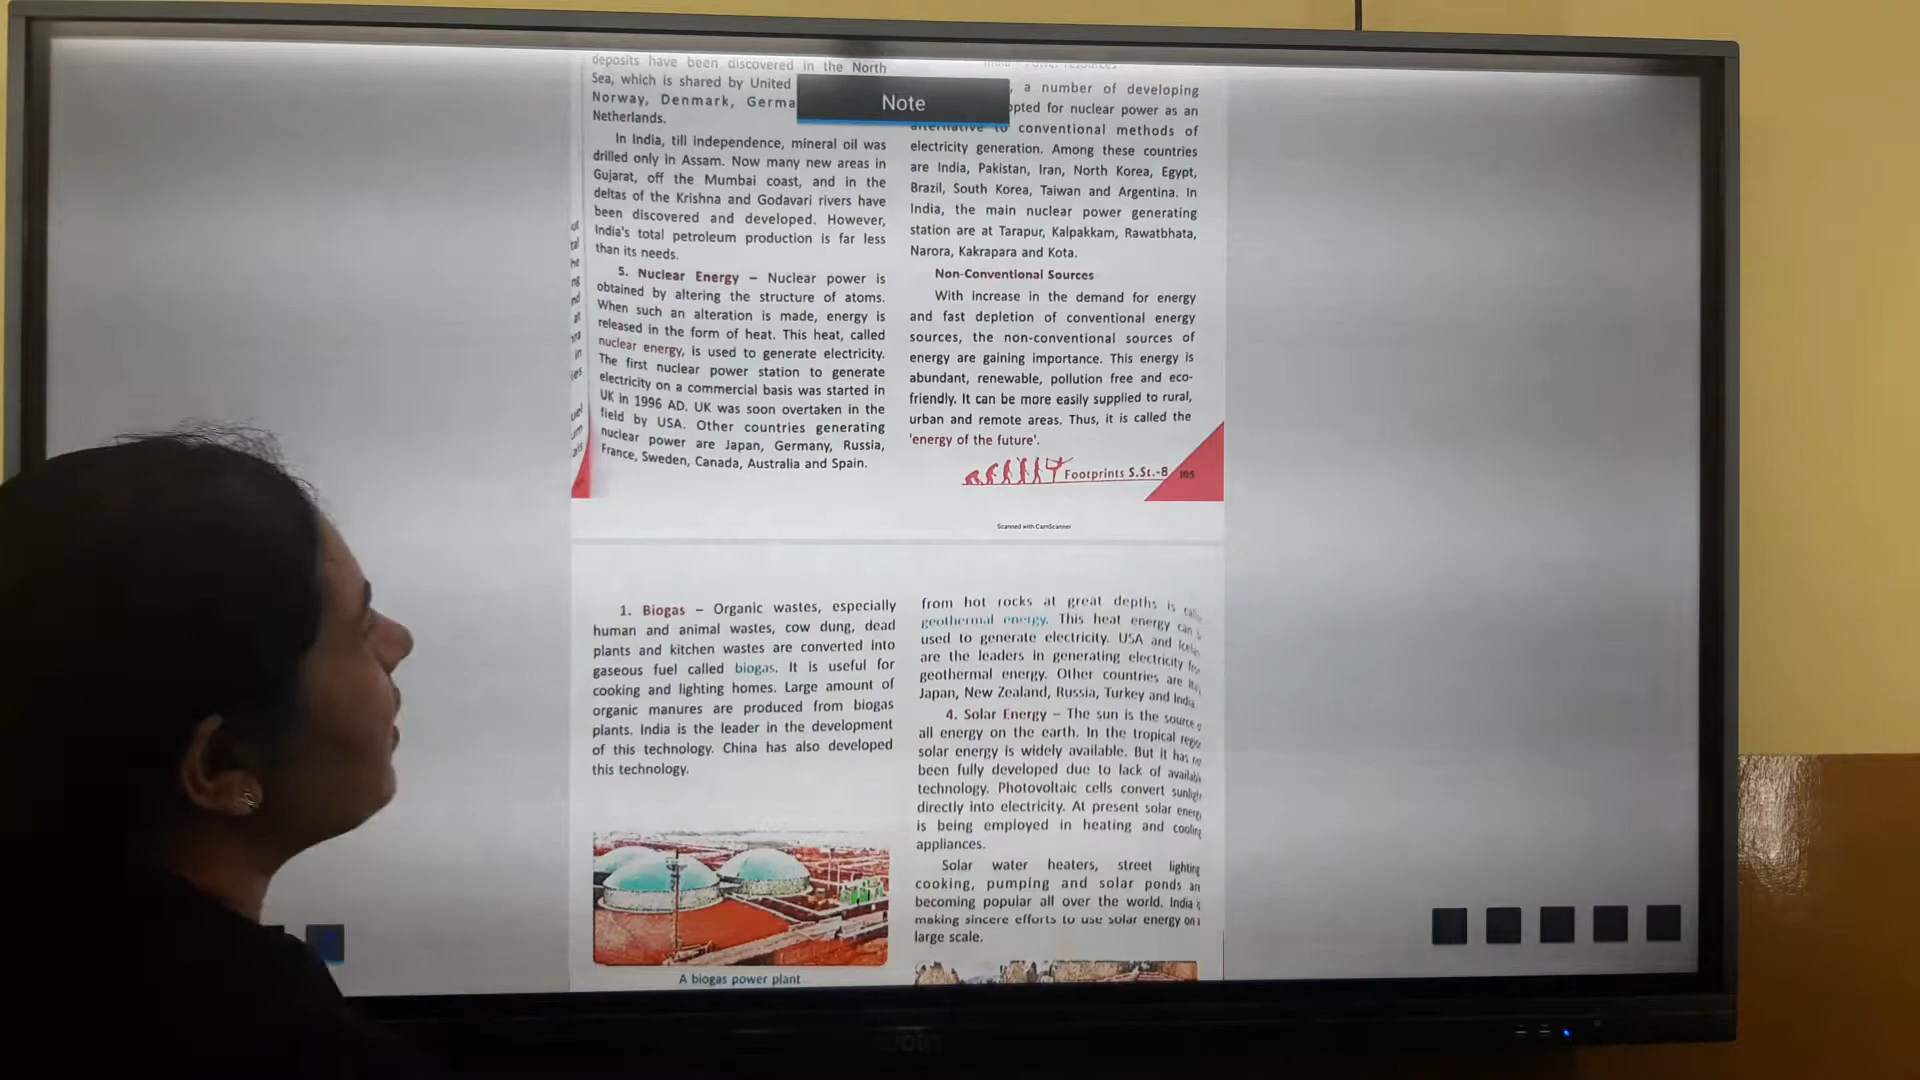 deposits have been discovered in the North
Sea, which is shared by United
Norway, Denmark, Germa
Netherlands.
In India, till independence, mineral oil was
drilled only in Assam. Now many new areas in
Gujarat, off the Mumbai coast, and in the
deltas of the Krishna and Godavari rivers have
been discovered and developed. However,
India's total petroleum production is far less
than its needs.
5. Nuclear Energy – Nuclear power is
obtained by altering the structure of atoms.
When such an alteration is made, energy is
released in the form of heat. This heat, called
nuclear energy, is used to generate electricity.
The first nuclear power station to generate
electricity on a commercial basis was started in
UK in 1996 AD. UK was soon overtaken in the
field by USA. Other countries generating
nuclear power are Japan, Germany, Russia,
France, Sweden, Canada, Australia and Spain.
Note
, a number of developing
opted for nuclear power as an
alternative to conventional methods of
electricity generation. Among these countries
are India, Pakistan, Iran, North Korea, Egypt,
Brazil, South Korea, Taiwan and Argentina. In
India, the main nuclear power generating
station are at Tarapur, Kalpakkam, Rawatbhata,
Narora, Kakrapara and Kota.
Non-Conventional Sources
With increase in the demand for energy
and fast depletion of conventional energy
sources, the non-conventional sources of
energy are gaining importance. This energy is
abundant, renewable, pollution free and eco-
friendly. It can be more easily supplied to rural,
urban and remote areas. Thus, it is called the
'energy of the future'.
Footprints S.St.-8 105
Scanned with CamScanner
1. Biogas – Organic wastes, especially
human and animal wastes, cow dung, dead
plants and kitchen wastes are converted into
gaseous fuel called biogas. It is useful for
cooking and lighting homes. Large amount of
organic manures are produced from biogas
plants. India is the leader in the development
of this technology. China has also developed
this technology.
A biogas power plant
from hot rocks at great depths is
geothermal energy. This heat energy can
used to generate electricity. USA and
are the leaders in generating electricity
geothermal energy. Other countries are
Japan, New Zealand, Russia, Turkey and India
4. Solar Energy – The sun is the source
all energy on the earth. In the tropical
solar energy is widely available. But it has
been fully developed due to lack of
technology. Photovoltaic cells convert
directly into electricity. At present solar
is being employed in heating and cooling
appliances.
Solar water heaters, street lighting
cooking, pumping and solar ponds
becoming popular all over the world. India
making sincere efforts to use solar energy on
large scale.